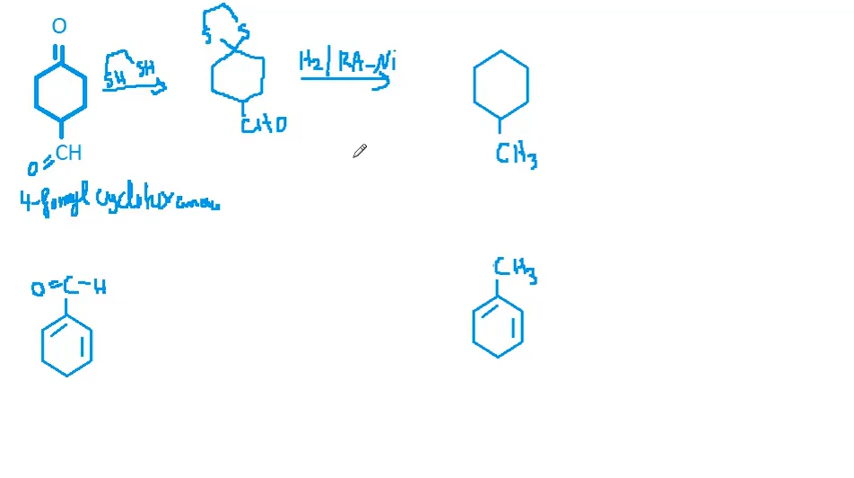 O
SH SH
S S
H2/RA-Ni
CHO
CH3
O=CH
4-formyl cyclohexanone
O=C-H
CH3